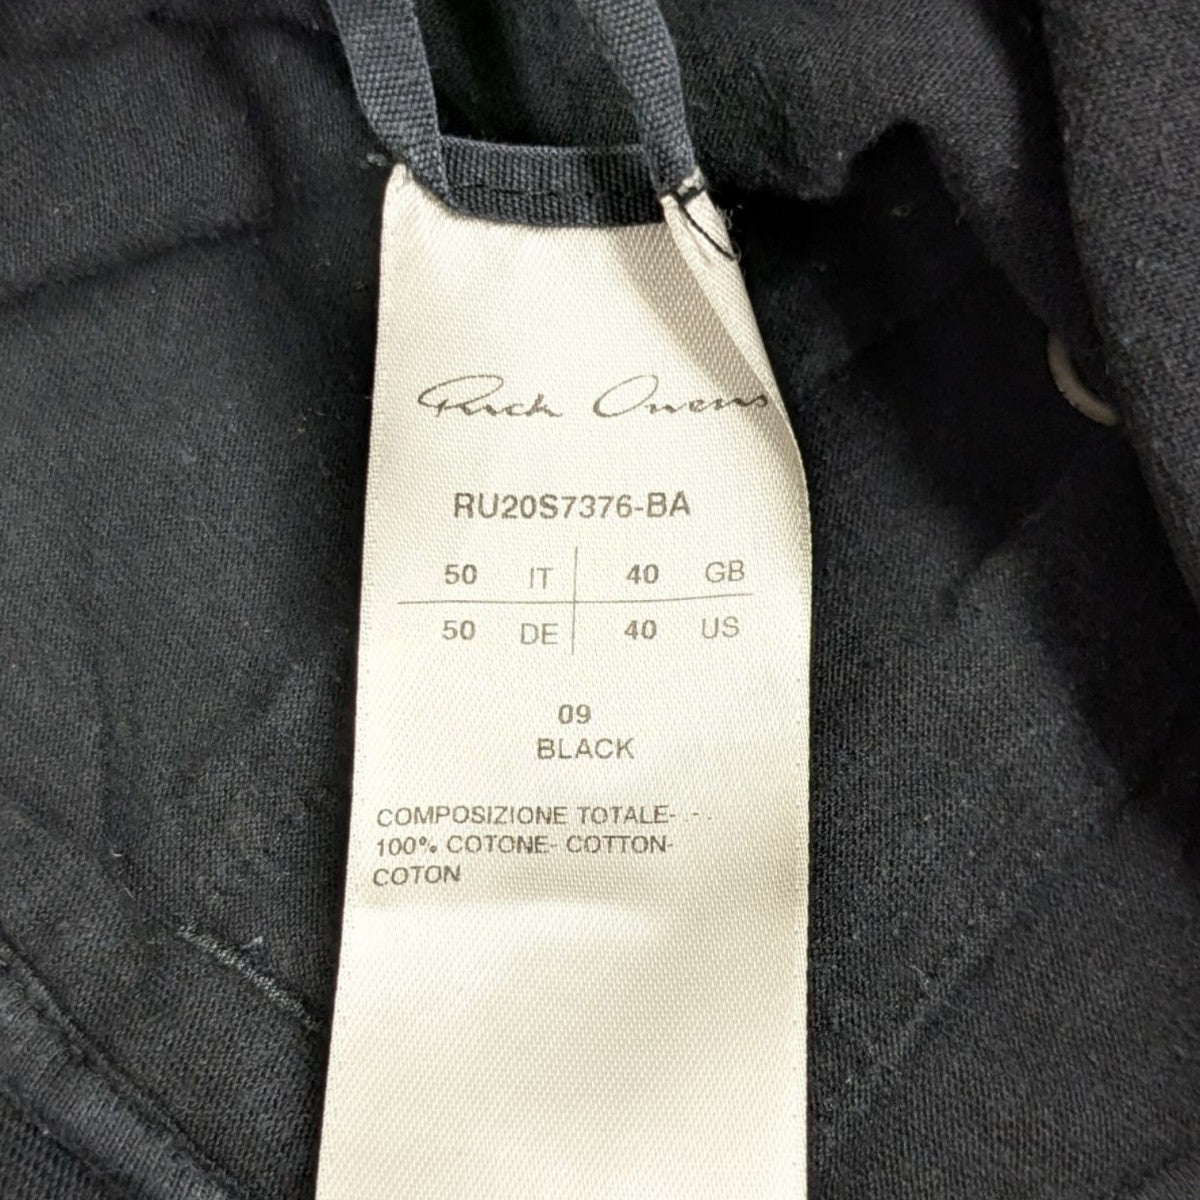 Rick Owens
RU20S7376-BA
50 IT 40 GB
50 DE 40 US
09
BLACK
COMPOSIZIONE TOTALE- .- .
100% COTONE- COTTON-
COTON